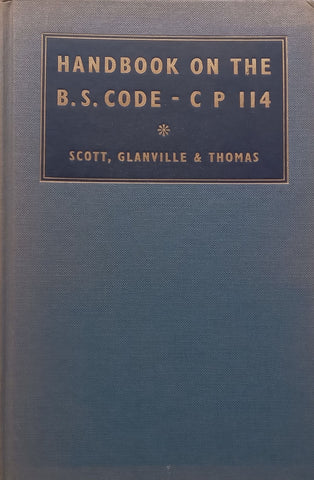 HANDBOOK ON THE
B.S. CODE - C P 114
SCOTT, GLANVILLE & THOMAS